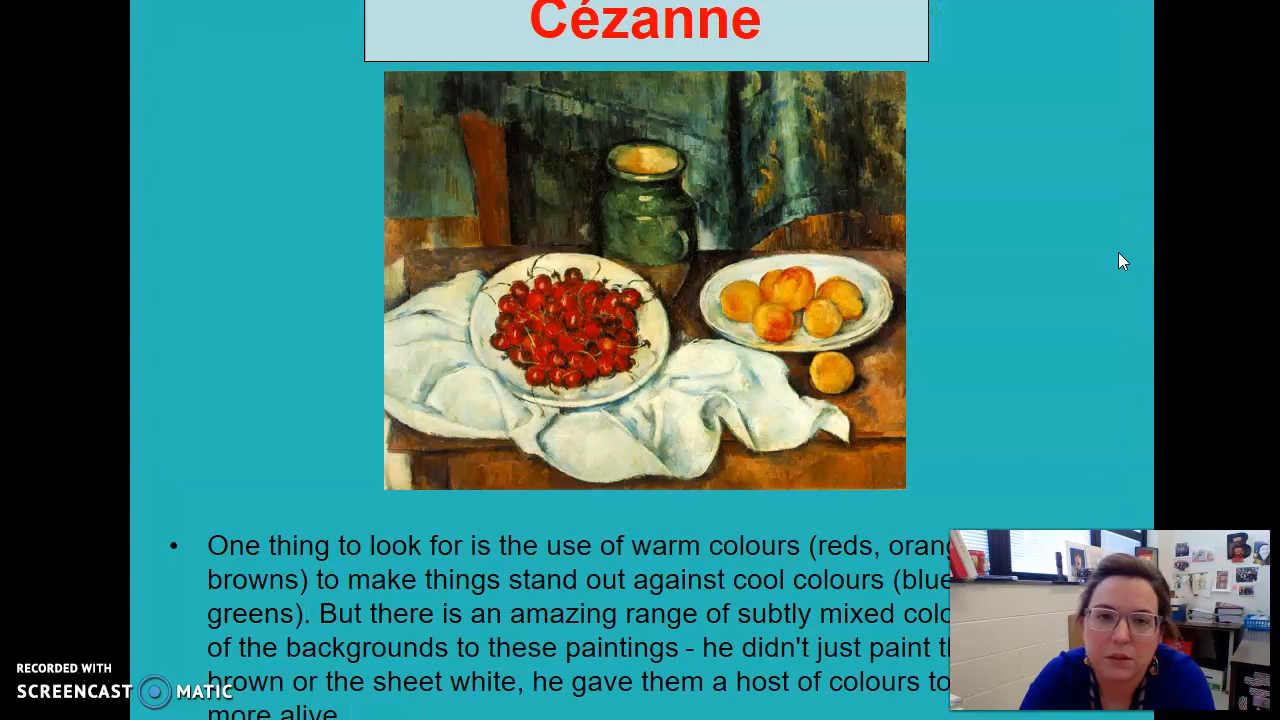 Cézanne
• One thing to look for is the use of warm colours (reds,
browns) to make things stand out against cool colours
greens). But there is an amazing range of subtly mixed
of the backgrounds to these paintings - he didn't just paint
brown or the sheet white, he gave them a host of colours
more alive
RECORDED WITH
SCREENCAST MATIC